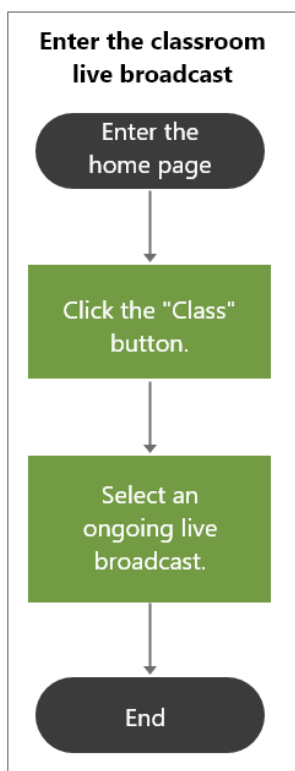 Enter the classroom
live broadcast
Enter the
home page
Click the "Class"
button.
Select an
ongoing live
broadcast.
End